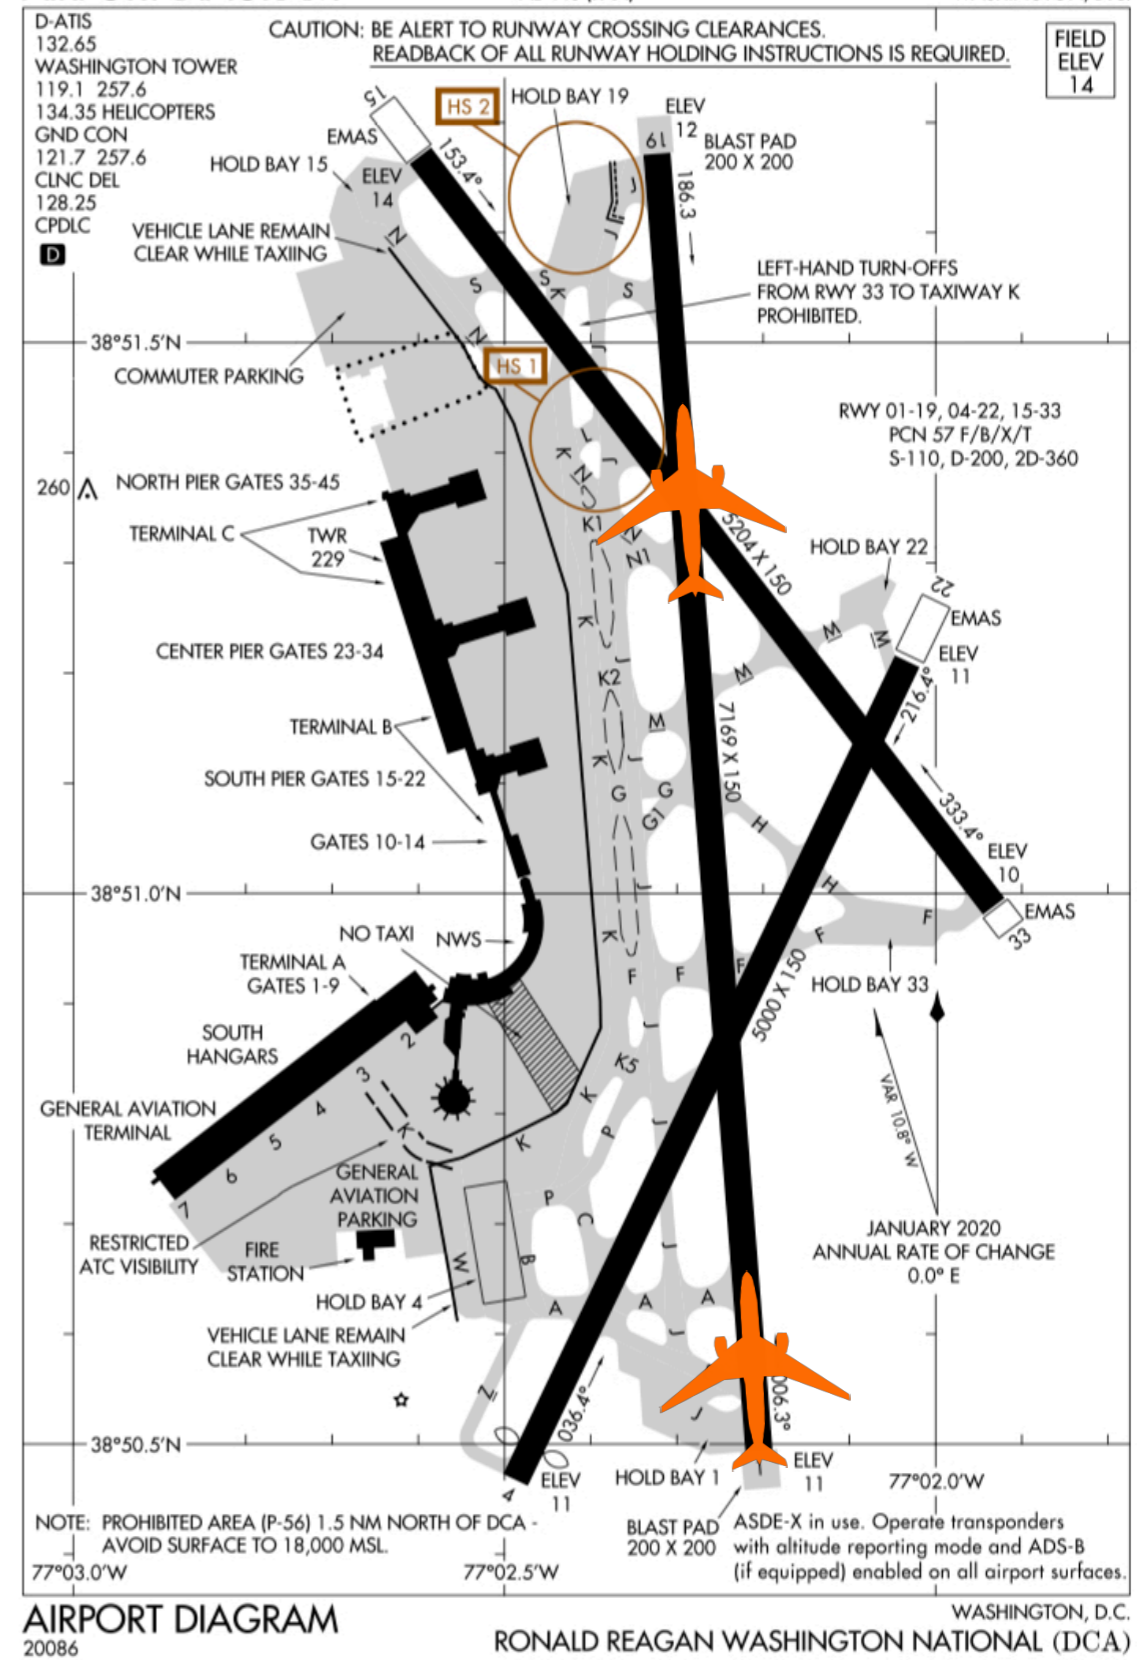 D-ATIS
132.65
WASHINGTON TOWER
119.1 257.6
134.35 HELICOPTERS
GND CON
121.7 257.6
CLNC DEL
128.25
CPDLC
D
CAUTION: BE ALERT TO RUNWAY CROSSING CLEARANCES.
READBACK OF ALL RUNWAY HOLDING INSTRUCTIONS IS REQUIRED.
FIELD
ELEV
14
HS 2
HOLD BAY 19
ELEV
12
BLAST PAD
200 X 200
15
EMAS
HOLD BAY 15
ELEV
14
153.4°
19
186.3
J
J
VEHICLE LANE REMAIN
CLEAR WHILE TAXIING
N
S
S
K
S
LEFT-HAND TURN-OFFS
FROM RWY 33 TO TAXIWAY K
PROHIBITED.
38°51.5'N
N
J
HS 1
COMMUTER PARKING
RWY 01-19, 04-22, 15-33
PCN 57 F/B/X/T
S-110, D-200, 2D-360
L
K
J
N
260
NORTH PIER GATES 35-45
TERMINAL C
TWR
229
K1
N
N1
5204 X 150
HOLD BAY 22
22
EMAS
ELEV
11
M
M
M
216.4°
K
J
CENTER PIER GATES 23-34
K2
M
7169 X 150
TERMINAL B
SOUTH PIER GATES 15-22
K
J
G
G
G1
H
333.4°
GATES 10-14
ELEV
10
38°51.0'N
J
H
F
EMAS
33
NO TAXI
NWS
K
F
F
F
F
TERMINAL A
GATES 1-9
5000 X 150
HOLD BAY 33
SOUTH
HANGARS
2
J
K5
3
K
VAR 10.8° W
GENERAL AVIATION
TERMINAL
4
5
6
7
K
K
P
J
GENERAL
AVIATION
PARKING
P
C
RESTRICTED
ATC VISIBILITY
FIRE
STATION
W
B
J
JANUARY 2020
ANNUAL RATE OF CHANGE
0.0° E
HOLD BAY 4
A
A
A
J
VEHICLE LANE REMAIN
CLEAR WHILE TAXIING
Z
036.4°
006.3°
J
38°50.5'N
4
ELEV
11
HOLD BAY 1
ELEV
11
77°02.0'W
NOTE: PROHIBITED AREA (P-56) 1.5 NM NORTH OF DCA -
AVOID SURFACE TO 18,000 MSL.
BLAST PAD
200 X 200
ASDE-X in use. Operate transponders
with altitude reporting mode and ADS-B
(if equipped) enabled on all airport surfaces.
77°03.0'W
77°02.5'W
AIRPORT DIAGRAM
20086
WASHINGTON, D.C.
RONALD REAGAN WASHINGTON NATIONAL (DCA)